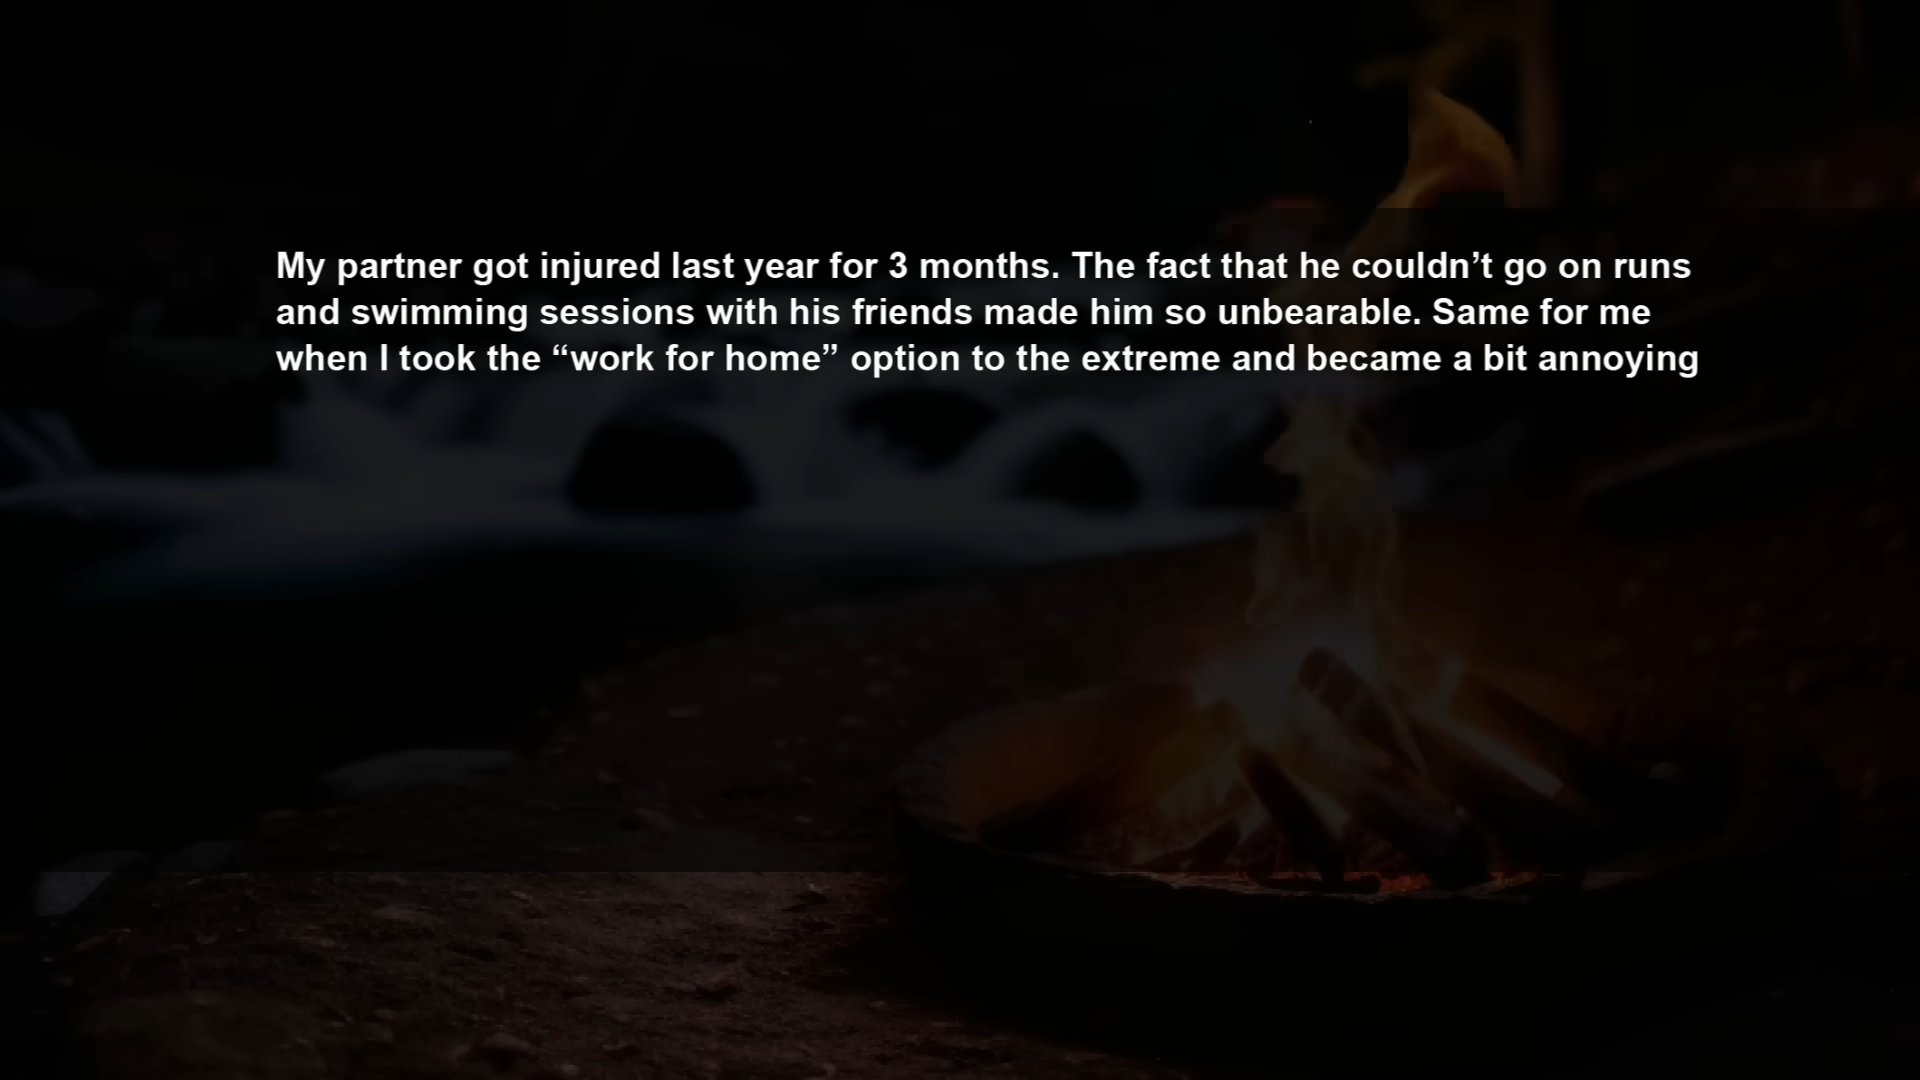 My partner got injured last year for 3 months. The fact that he couldn’t go on runs
and swimming sessions with his friends made him so unbearable. Same for me
when I took the “work for home” option to the extreme and became a bit annoying